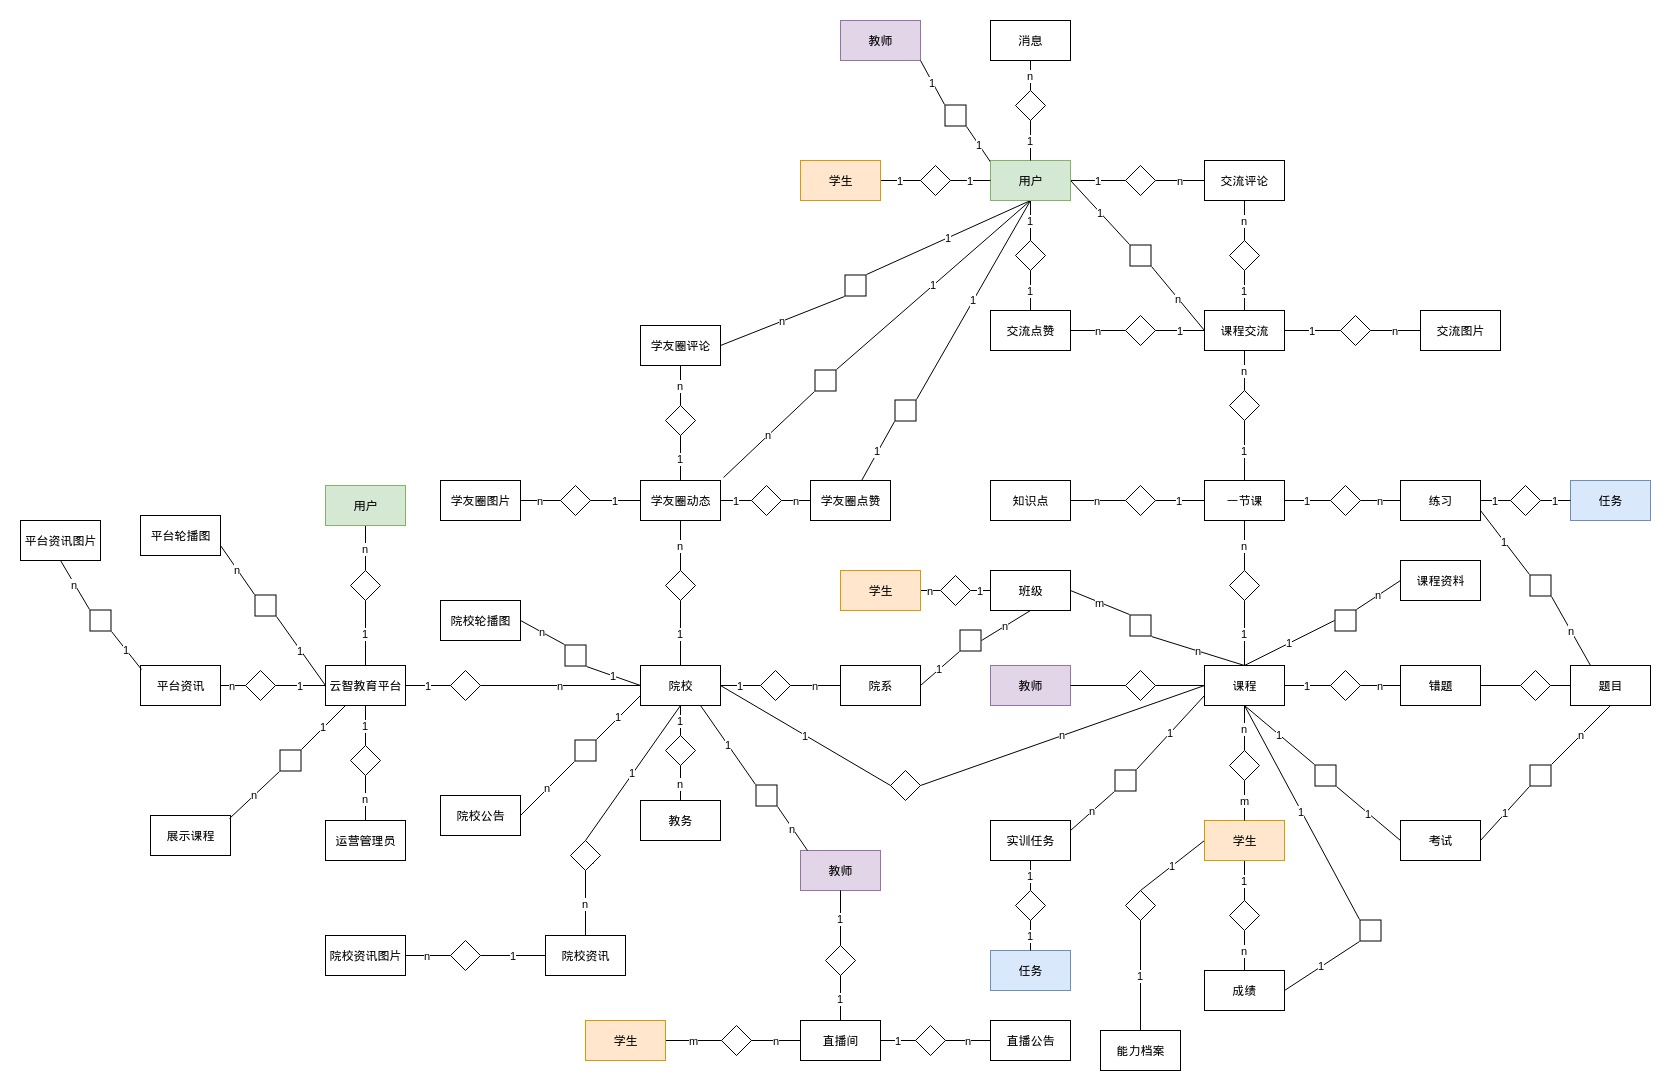 教师
消息
n
1
1
1
学生
1
1
用户
1
n
交流评论
1
1
n
1
1
1
n
1
1
n
n
学友圈评论
交流点赞
n
1
课程交流
1
n
交流图片
n
n
n
1
1
1
学友圈图片
n
1
学友圈动态
1
n
学友圈点赞
知识点
n
1
一节课
1
n
练习
1
1
任务
用户
平台资讯图片
平台轮播图
n
n
n
1
n
n
学生
n
1
班级
课程资料
院校轮播图
n
m
n
n
n
1
1
1
1
1
1
n
1
1
n
平台资讯
n
1
云智教育平台
1
n
院校
1
n
院系
教师
课程
1
n
错题
题目
1
1
1
1
1
1
1
n
n
1
1
n
n
n
n
m
1
展示课程
运营管理员
院校公告
教务
n
实训任务
n
1
考试
1
学生
教师
1
1
1
n
1
1
n
院校资讯图片
n
1
院校资讯
1
任务
1
1
成绩
学生
m
n
直播间
1
n
直播公告
能力档案